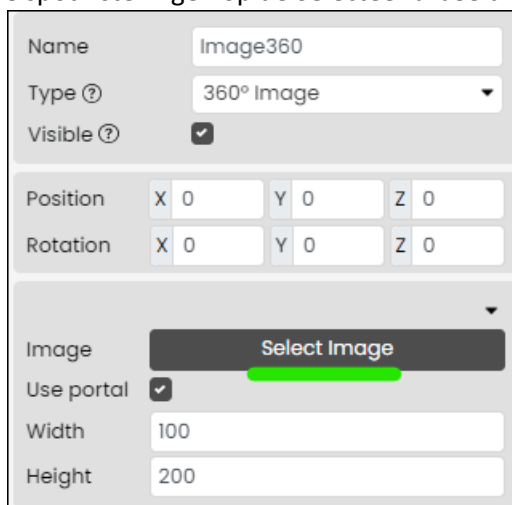 Name Image360
Type ? 360° Image
Visible ?
Position X 0 Y 0 Z 0
Rotation X 0 Y 0 Z 0
Image Select Image
Use portal
Width 100
Height 200